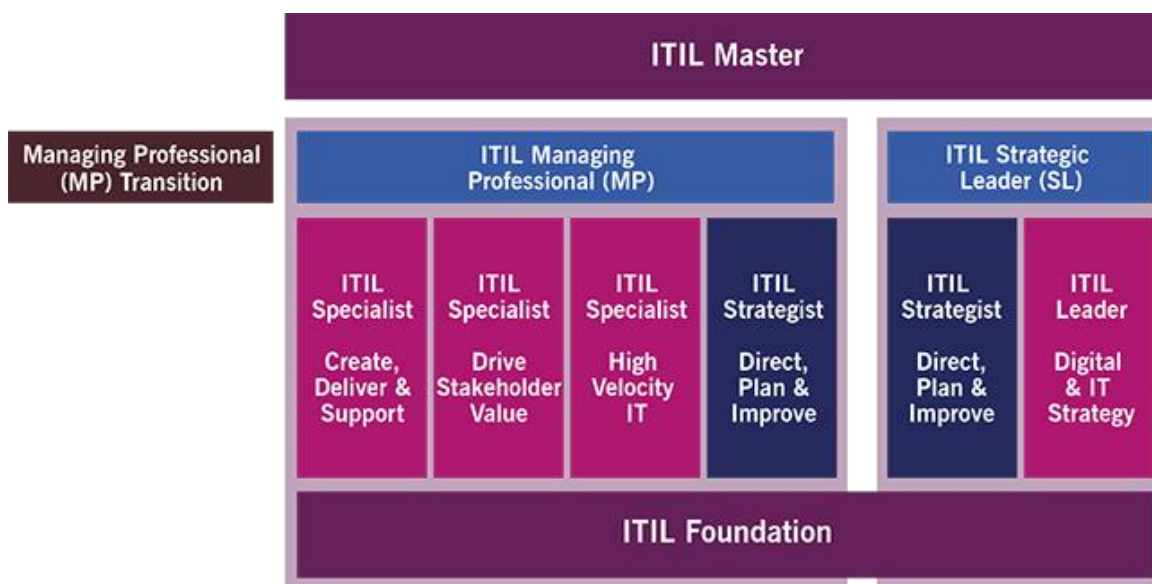 ITIL Master
Managing Professional
(MP) Transition
ITIL Managing
Professional (MP)
ITIL Strategic
Leader (SL)
ITIL
Specialist
Create,
Deliver &
Support
ITIL
Specialist
Drive
Stakeholder
Value
ITIL
Specialist
High
Velocity
IT
ITIL
Strategist
Direct,
Plan &
Improve
ITIL
Strategist
Direct,
Plan &
Improve
ITIL
Leader
Digital
& IT
Strategy
ITIL Foundation